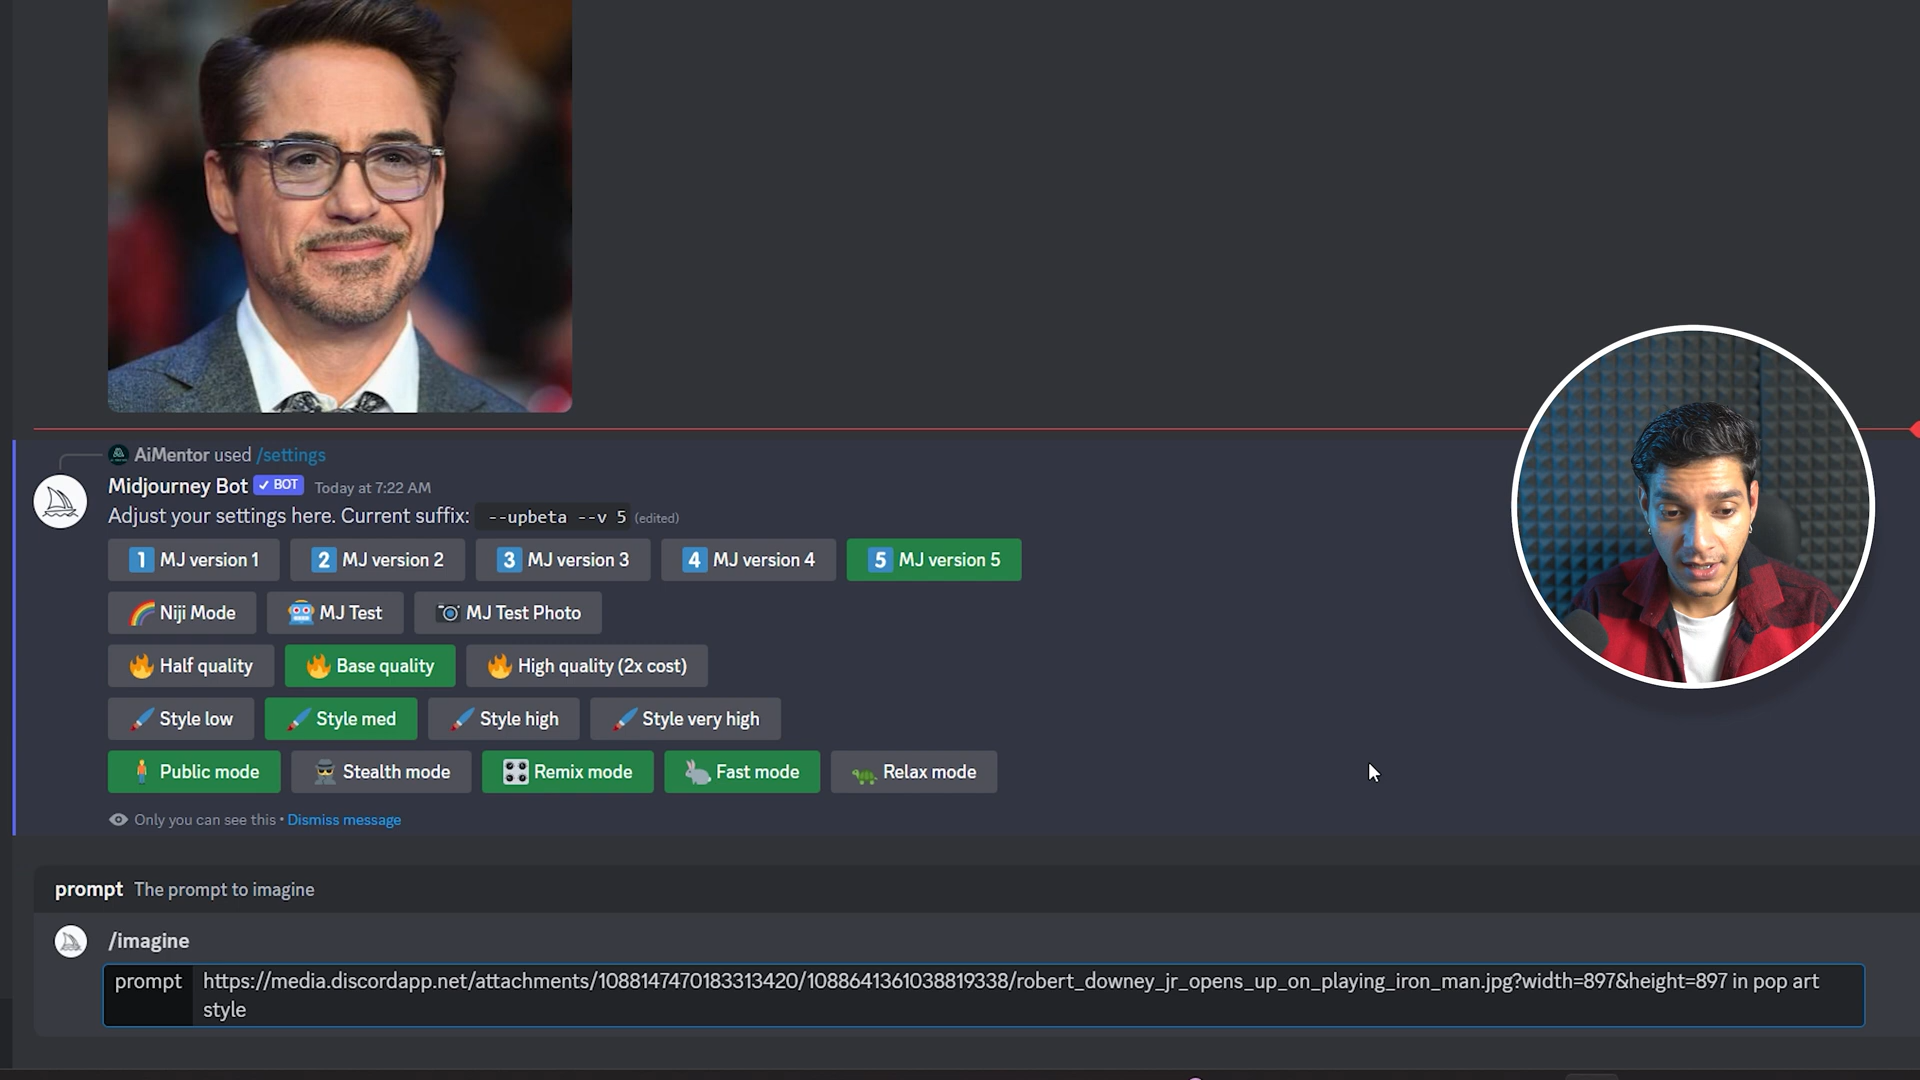 AiMentor used /settings
Midjourney Bot ✓ BOT Today at 7:22 AM
Adjust your settings here. Current suffix: --upbeta --v 5 (edited)
1 MJ version 1 2 MJ version 2 3 MJ version 3 4 MJ version 4 5 MJ version 5
Niji Mode MJ Test MJ Test Photo
Half quality Base quality High quality (2x cost)
Style low Style med Style high Style very high
Public mode Stealth mode Remix mode Fast mode Relax mode
Only you can see this • Dismiss message
prompt The prompt to imagine
/imagine
prompt https://media.discordapp.net/attachments/1088147470183313420/1088641361038819338/robert_downey_jr_opens_up_on_playing_iron_man.jpg?width=897&height=897 in pop art
style